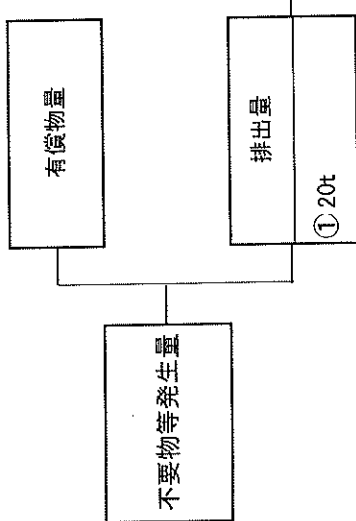 不要物等発生量
有償物量
排出量
① 20t